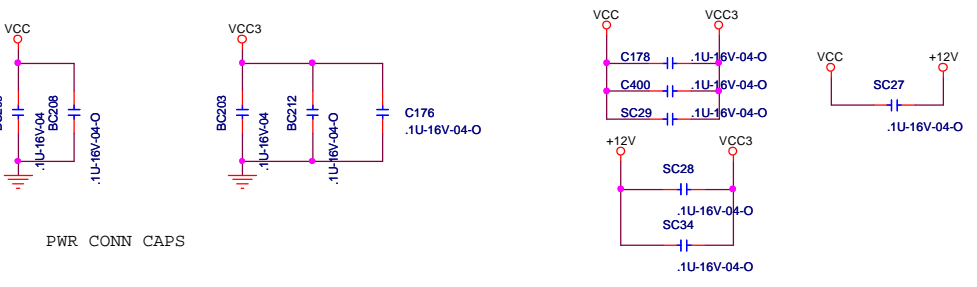 VCC
BC208
.1U-16V-04
.1U-16V-04-O
VCC3
BC203
.1U-16V-04
BC212
.1U-16V-04-O
C176
.1U-16V-04-O
PWR CONN CAPS
VCC
VCC3
C178
.1U-16V-04-O
C400
.1U-16V-04-O
SC29
.1U-16V-04-O
+12V
VCC3
SC28
.1U-16V-04-O
SC34
.1U-16V-04-O
VCC
+12V
SC27
.1U-16V-04-O